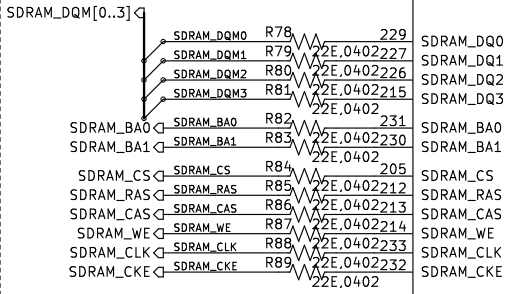 SDRAM_DQM[0..3]
SDRAM_DQM0 R78 229 SDRAM_DQ0
22E,0402
SDRAM_DQM1 R79 227 SDRAM_DQ1
22E,0402
SDRAM_DQM2 R80 226 SDRAM_DQ2
22E,0402
SDRAM_DQM3 R81 215 SDRAM_DQ3
22E,0402
SDRAM_BA0 SDRAM_BA0 R82 231 SDRAM_BA0
22E,0402
SDRAM_BA1 SDRAM_BA1 R83 230 SDRAM_BA1
22E,0402
SDRAM_CS SDRAM_CS R84 205 SDRAM_CS
22E,0402
SDRAM_RAS SDRAM_RAS R85 212 SDRAM_RAS
22E,0402
SDRAM_CAS SDRAM_CAS R86 213 SDRAM_CAS
22E,0402
SDRAM_WE SDRAM_WE R87 214 SDRAM_WE
22E,0402
SDRAM_CLK SDRAM_CLK R88 233 SDRAM_CLK
22E,0402
SDRAM_CKE SDRAM_CKE R89 232 SDRAM_CKE
22E,0402